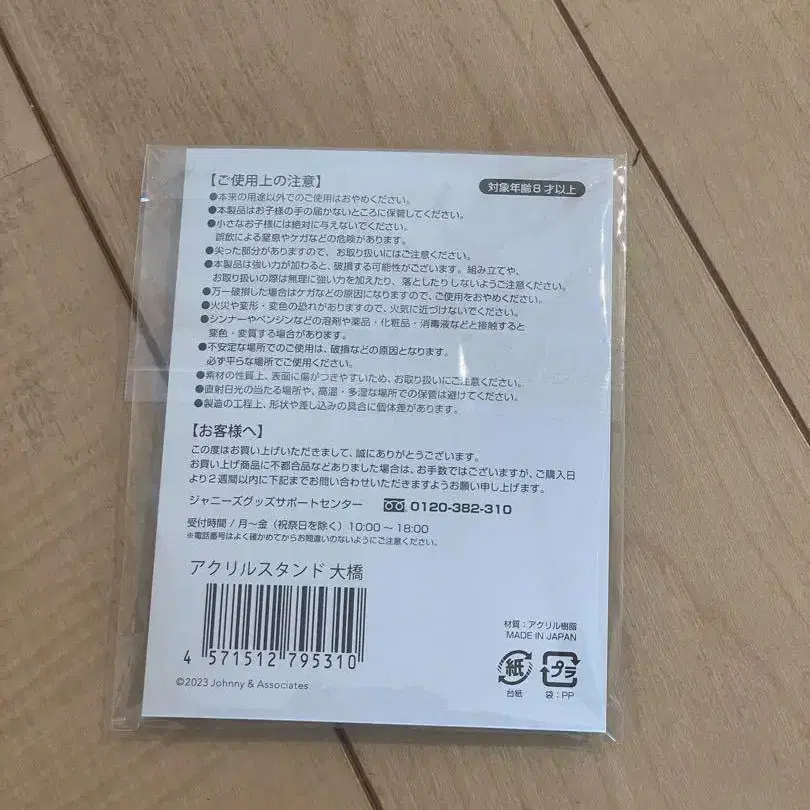 【ご使用上の注意】
対象年齢8才以上
●本来の用途以外でのご使用はおやめください。
●本製品はお子様の手の届かないところに保管してください。
●小さなお子様には絶対に与えないでください。
誤飲による窒息やケガなどの危険があります。
●尖った部分がありますので、お取り扱いにはご注意ください。
●本製品は強い力が加わると、破損する可能性がございます。組み立てや、
お取り扱いの際は無理に強い力を加えたり、落としたりしないようご注意ください。
●万一破損した場合はケガなどの原因になりますので、ご使用をおやめください。
●火災や変形・変色の恐れがありますので、火気に近づけないでください。
●シンナーやベンジンなどの溶剤や薬品・化粧品・消毒液などと接触すると
変色・変質する場合があります。
●不安定な場所でのご使用は、破損などの原因となります。
必ず平らな場所でご使用ください。
●素材の性質上、表面に傷がつきやすいため、お取り扱いにご注意ください。
●直射日光の当たる場所や、高温・多湿な場所での保管は避けてください。
●製造の工程上、形状や差し込みの具合に個体差があります。
【お客様へ】
この度はお買い上げいただきまして、誠にありがとうございます。
お買い上げ商品に不都合品などありました場合は、お手数ではございますが、ご購入日
より2週間以内に下記までお問い合わせいただきますようお願い申し上げます。
ジャニーズグッズサポートセンター 0120-382-310
受付時間/月〜金(祝祭日を除く)10:00〜18:00
※電話番号はよく確かめてからお間違いのないようにご注意ください。
アクリルスタンド 大橋
4 571512 795310
©2023 Johnny & Associates
材質:アクリル樹脂
MADE IN JAPAN
紙 プラ
台紙 袋:PP